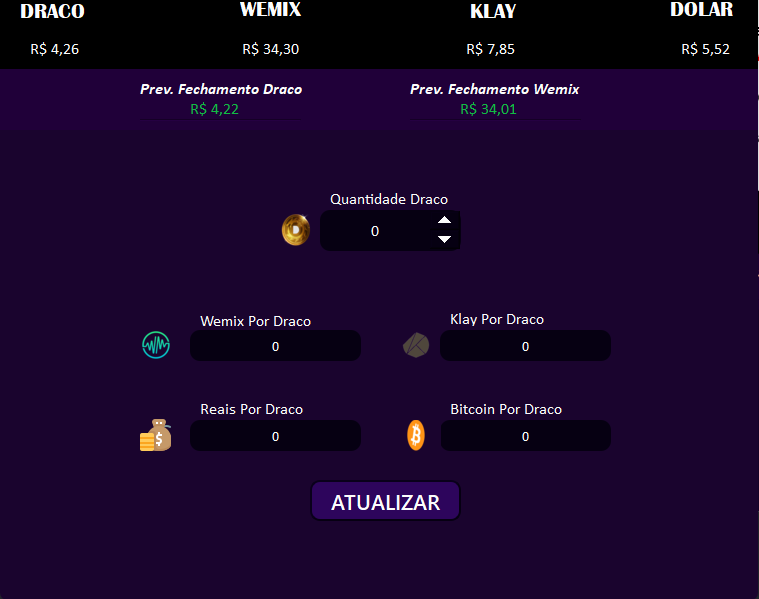 DRACO WEMIX KLAY DOLAR
R$ 4,26 R$ 34,30 R$ 7,85 R$ 5,52
Prev. Fechamento Draco Prev. Fechamento Wemix
R$ 4,22 R$ 34,01
Quantidade Draco
0
Wemix Por Draco Klay Por Draco
0 0
Reais Por Draco Bitcoin Por Draco
0 0
ATUALIZAR